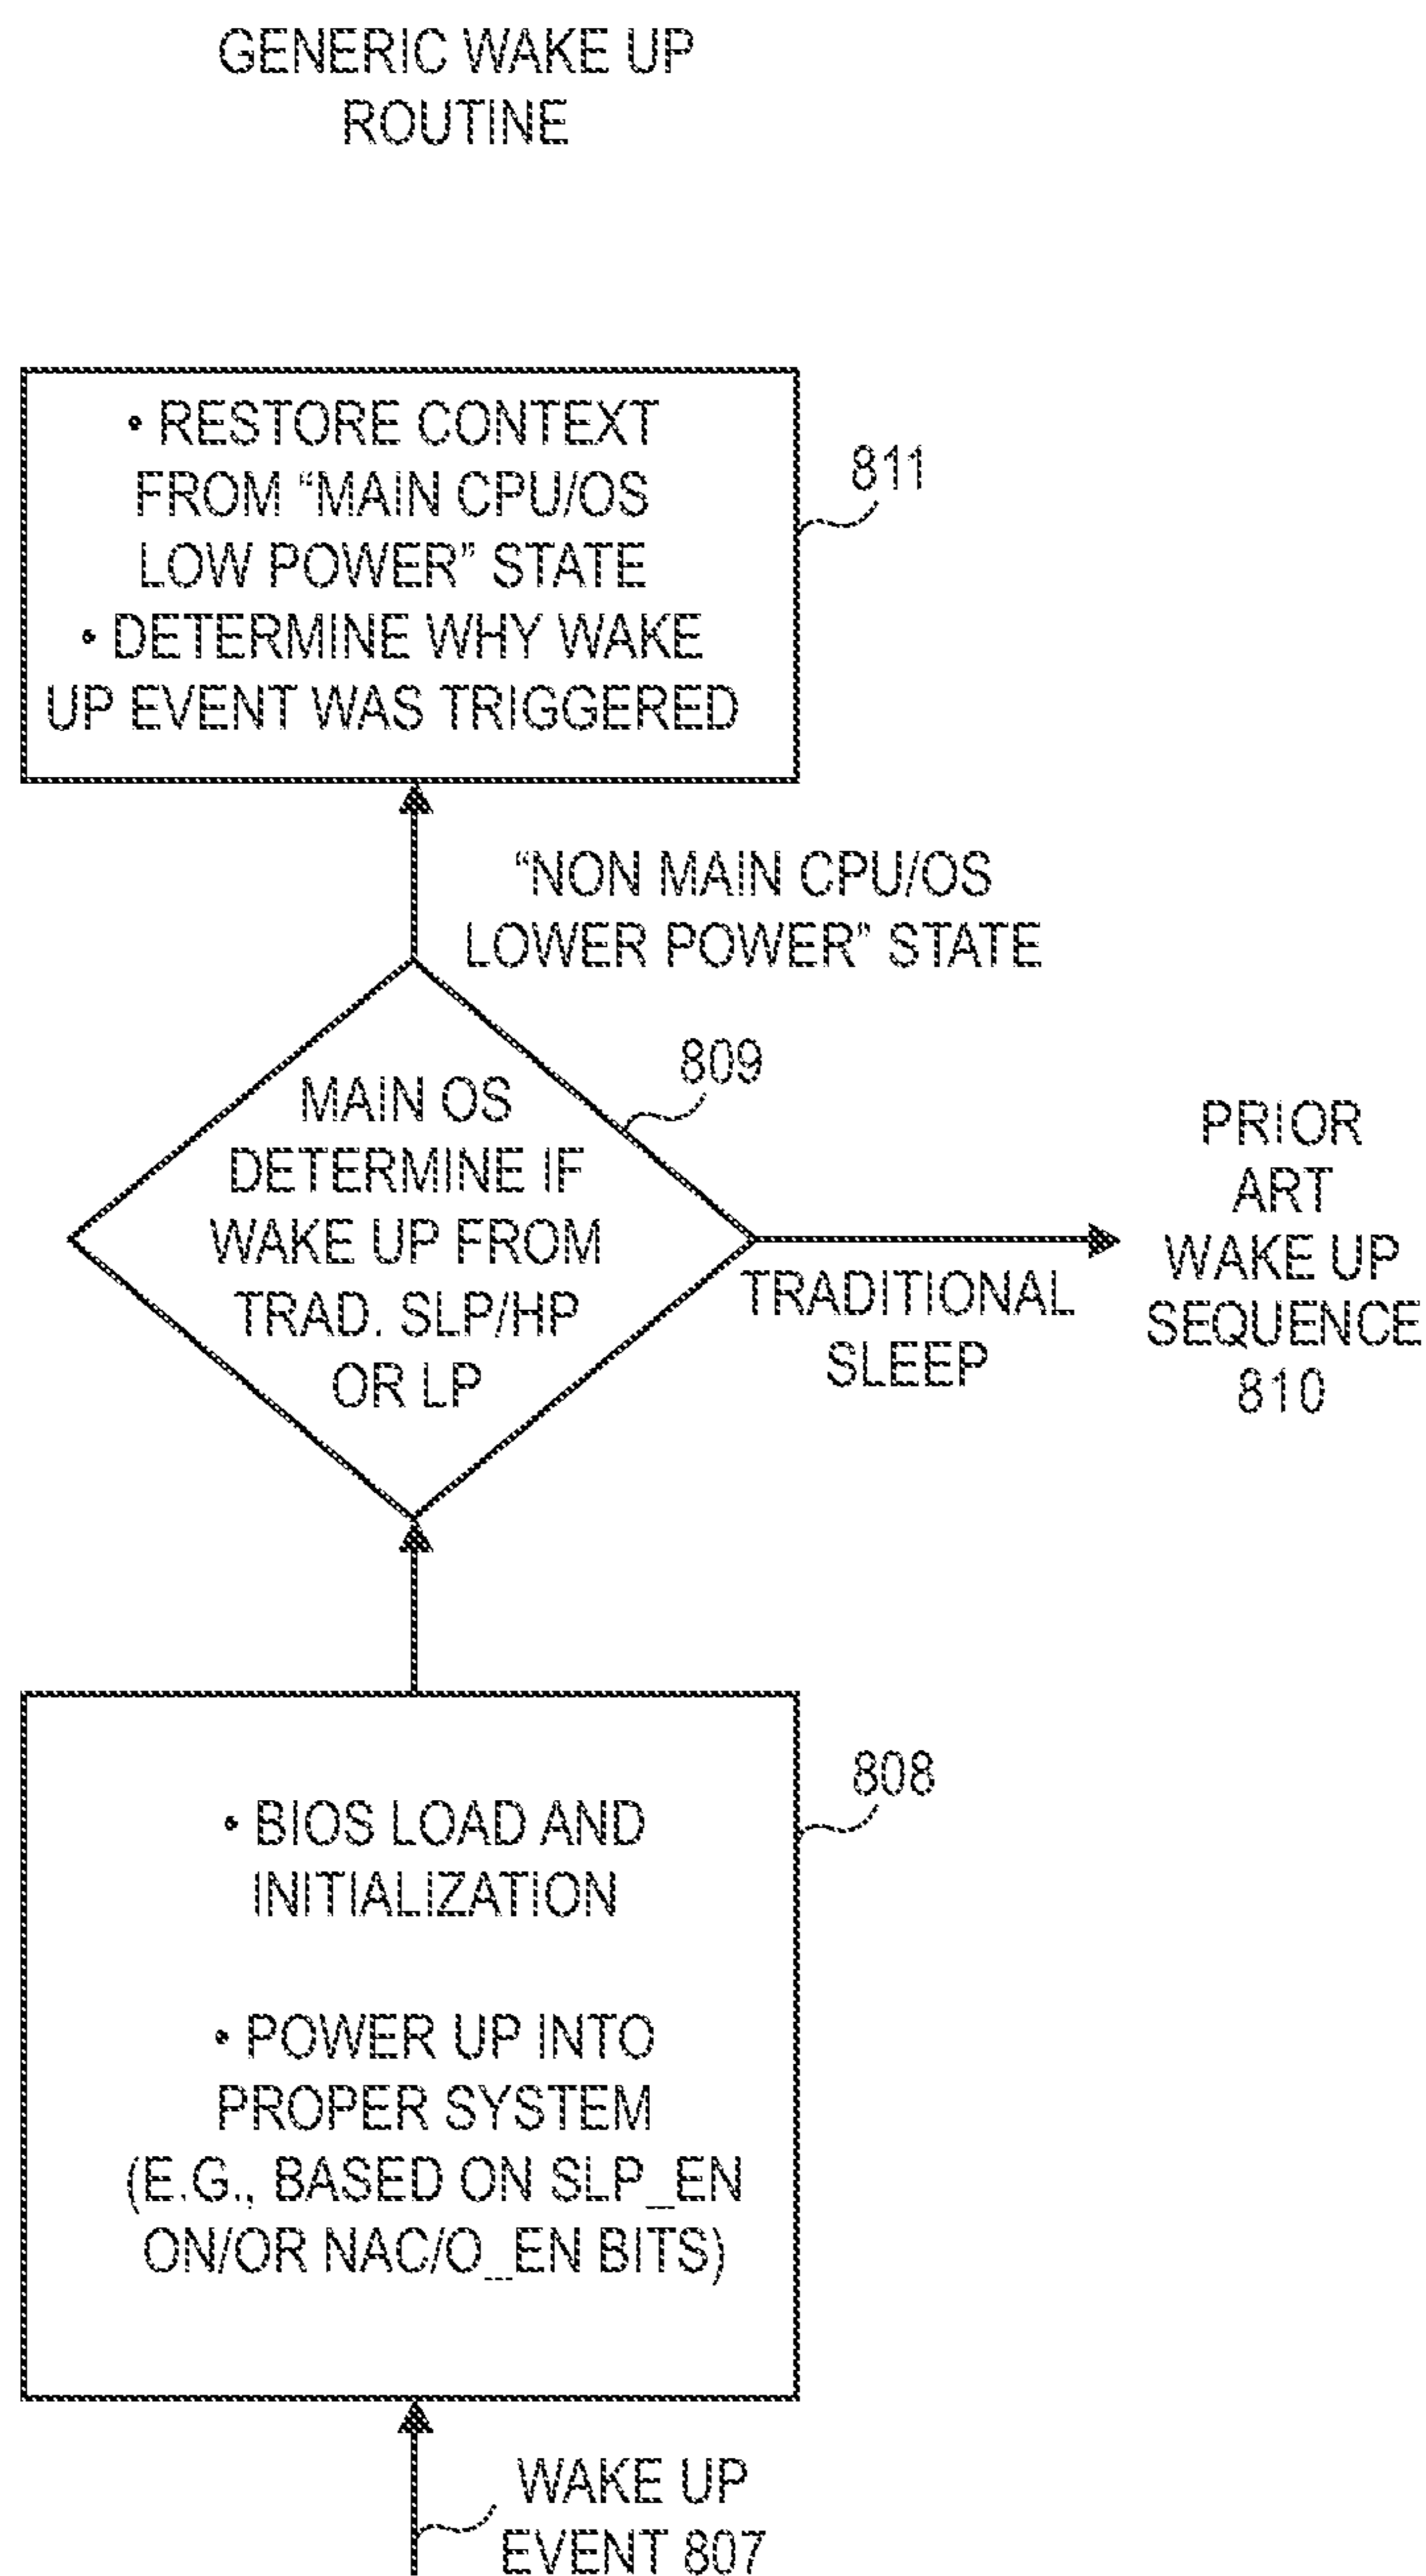 GENERIC WAKE UP
ROUTINE
• RESTORE CONTEXT
FROM “MAIN CPU/OS
LOW POWER” STATE
• DETERMINE WHY WAKE
UP EVENT WAS TRIGGERED
811
“NON MAIN CPU/OS
LOWER POWER” STATE
809
MAIN OS
DETERMINE IF
WAKE UP FROM
TRAD. SLP/HP
OR LP
TRADITIONAL
SLEEP
PRIOR
ART
WAKE UP
SEQUENCE
810
808
• BIOS LOAD AND
INITIALIZATION
• POWER UP INTO
PROPER SYSTEM
(E.G., BASED ON SLP_EN
ON/OR NAC/O_EN BITS)
WAKE UP
EVENT 807